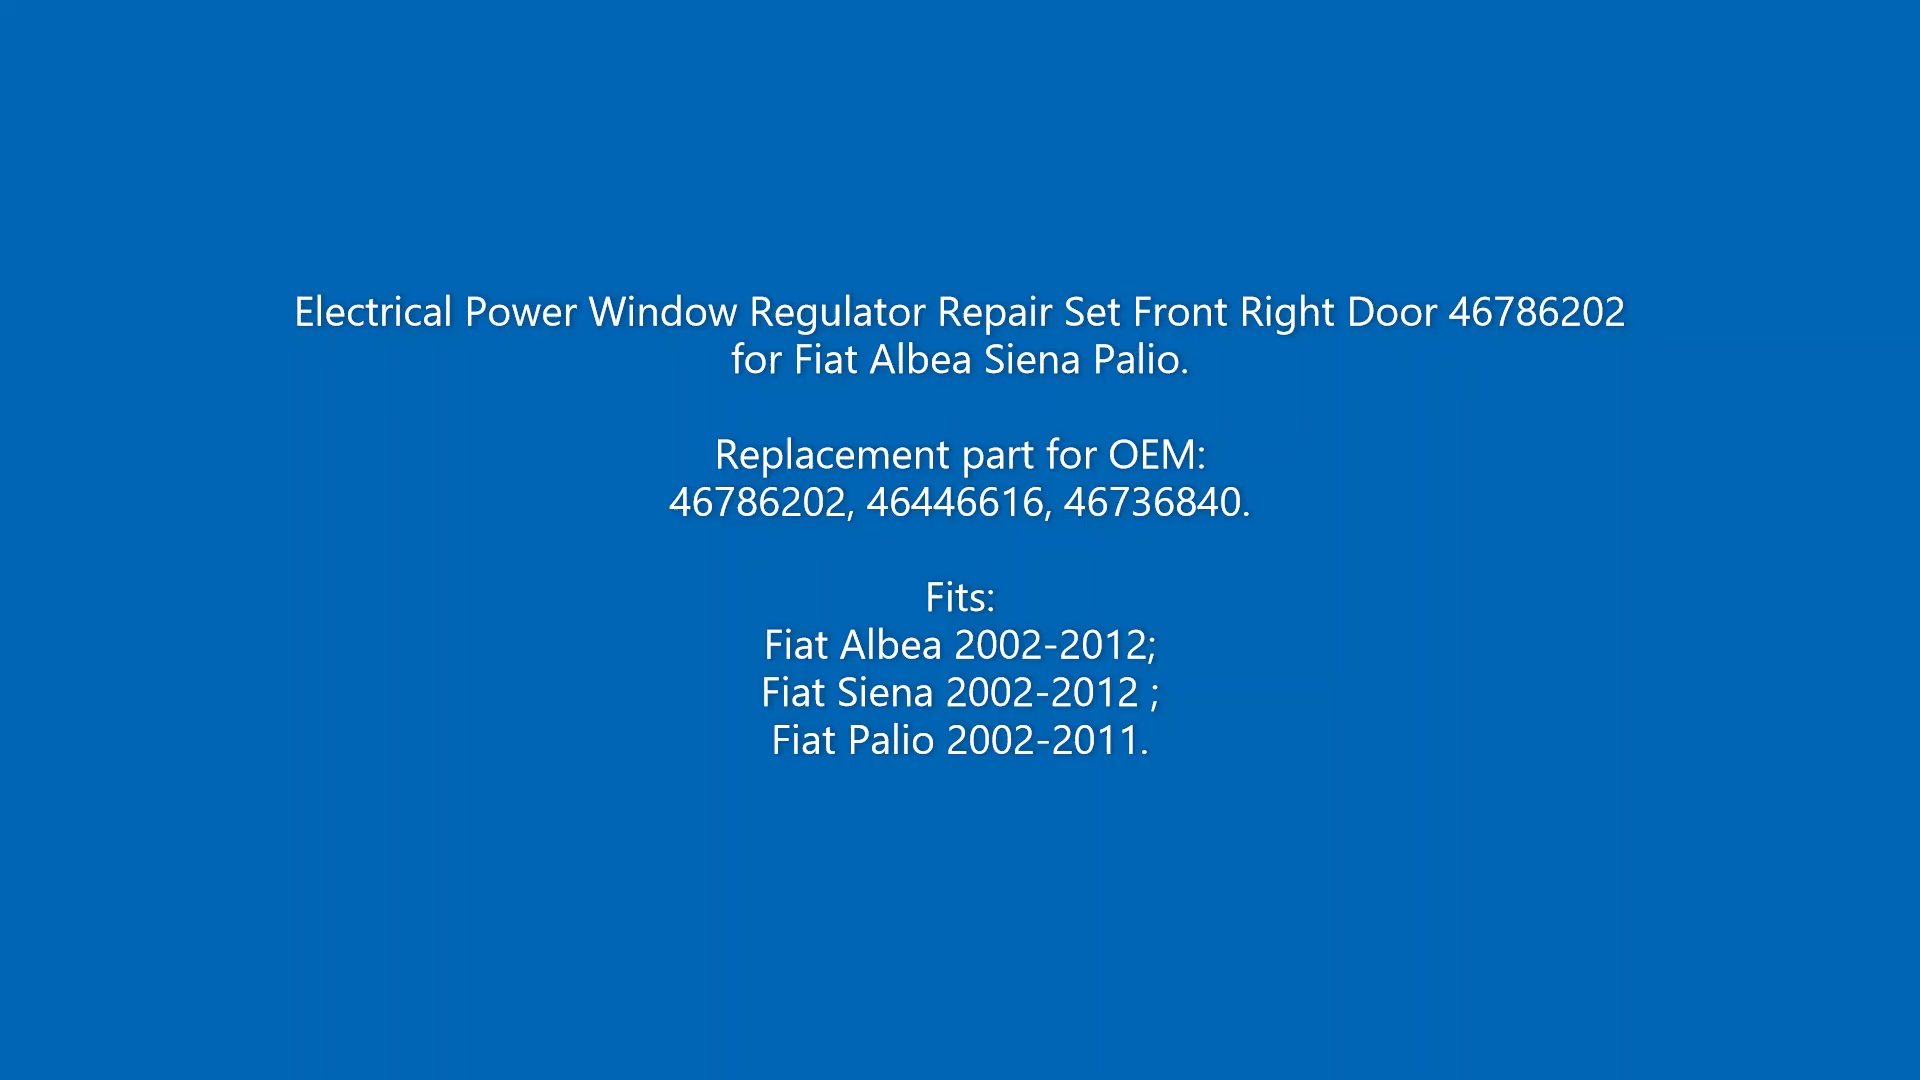 Electrical Power Window Regulator Repair Set Front Right Door 46786202
for Fiat Albea Siena Palio.
Replacement part for OEM:
46786202, 46446616, 46736840.
Fits:
Fiat Albea 2002-2012;
Fiat Siena 2002-2012 ;
Fiat Palio 2002-2011.